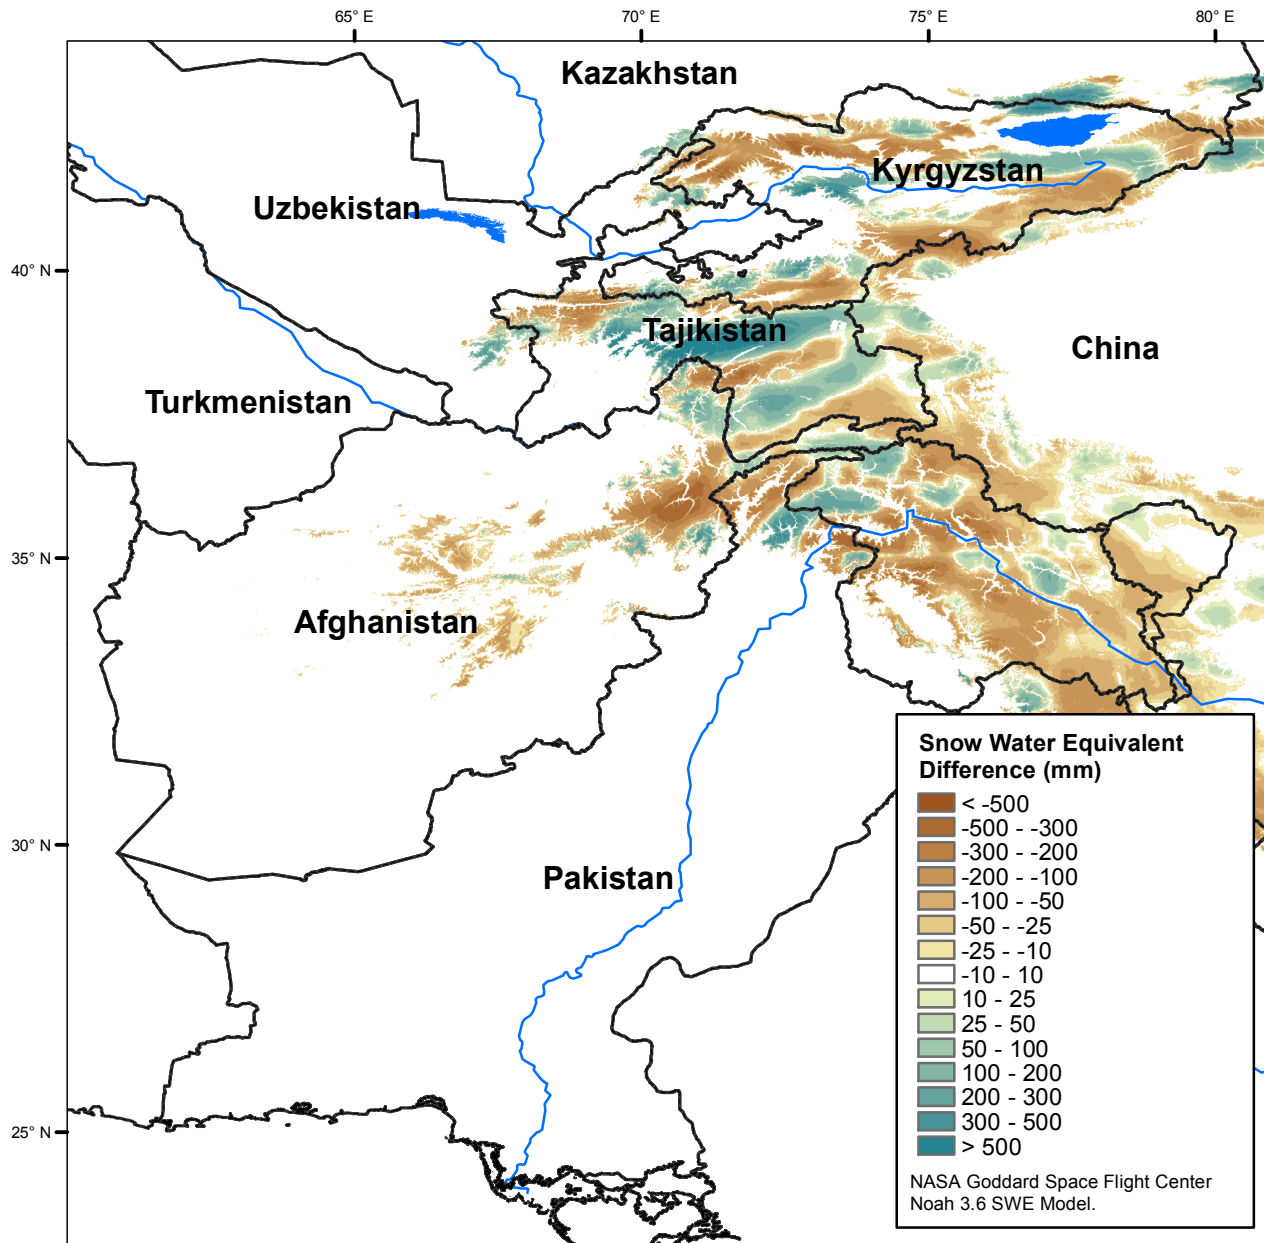 65° E
70° E
75° E
80° E
Kazakhstan
Kyrgyzstan
Uzbekistan
40° N
Tajikistan
China
Turkmenistan
35° N
Afghanistan
Snow Water Equivalent
Difference (mm)
< -500
-500 - -300
-300 - -200
-200 - -100
-100 - -50
-50 - -25
-25 - -10
-10 - 10
10 - 25
25 - 50
50 - 100
100 - 200
200 - 300
300 - 500
> 500
30° N
Pakistan
25° N
NASA Goddard Space Flight Center
Noah 3.6 SWE Model.